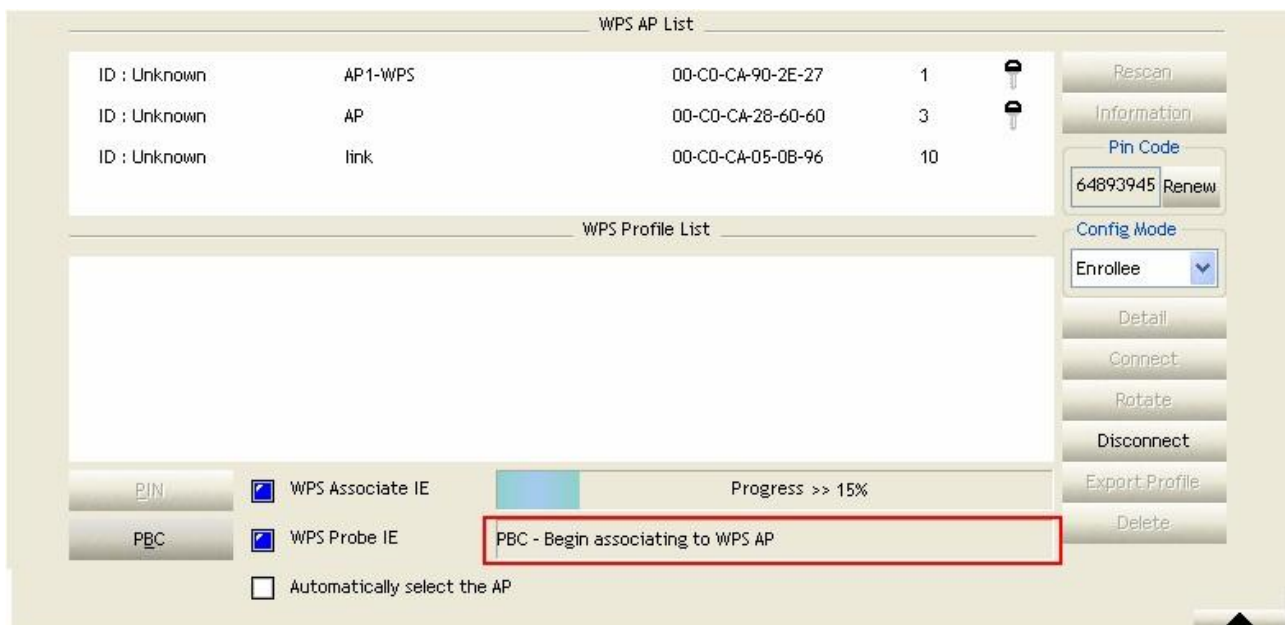 WPS AP List
ID : Unknown AP1-WPS 00-C0-CA-90-2E-27 1
ID : Unknown AP 00-C0-CA-28-60-60 3
ID : Unknown link 00-C0-CA-05-0B-96 10
Rescan
Information
Pin Code
64893945 Renew
WPS Profile List
Config Mode
Enrollee
Detail
Connect
Rotate
Disconnect
Export Profile
Delete
PIN WPS Associate IE Progress >> 15%
PBC WPS Probe IE PBC - Begin associating to WPS AP
Automatically select the AP